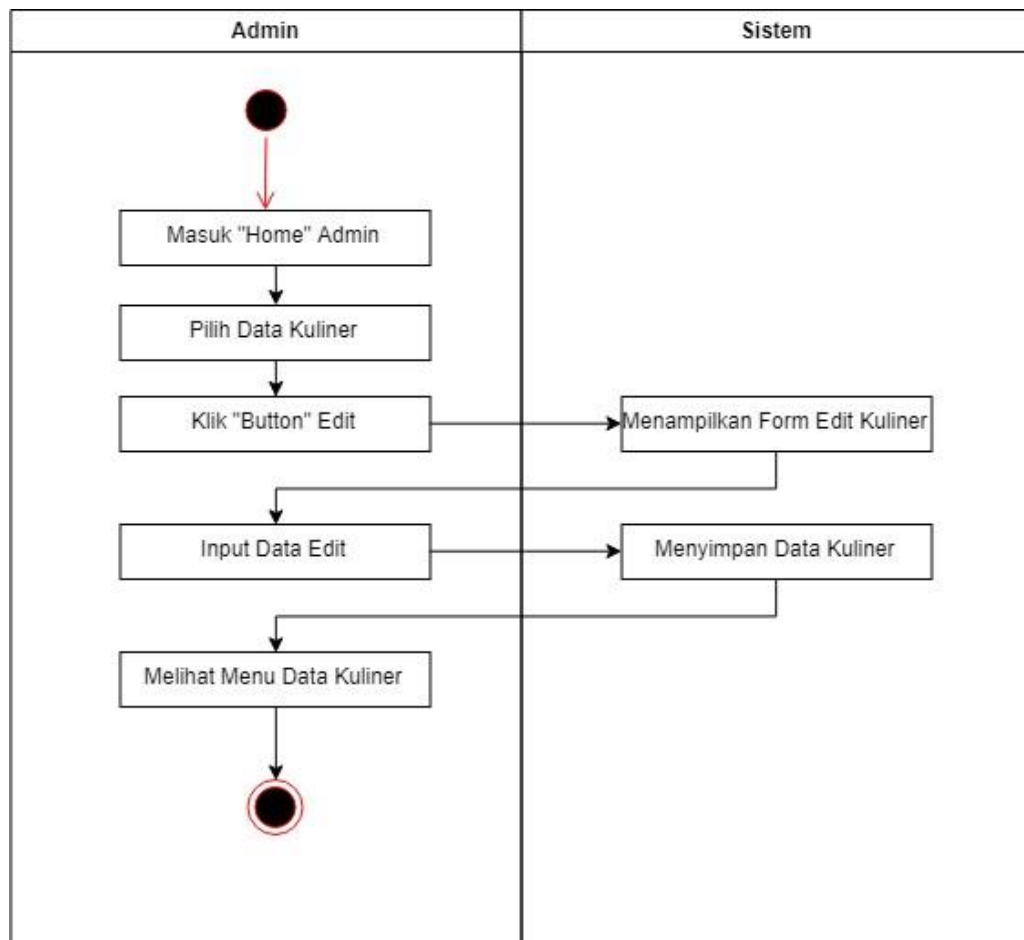 Admin
Sistem
Masuk "Home" Admin
Pilih Data Kuliner
Klik "Button" Edit
Menampilkan Form Edit Kuliner
Input Data Edit
Menyimpan Data Kuliner
Melihat Menu Data Kuliner